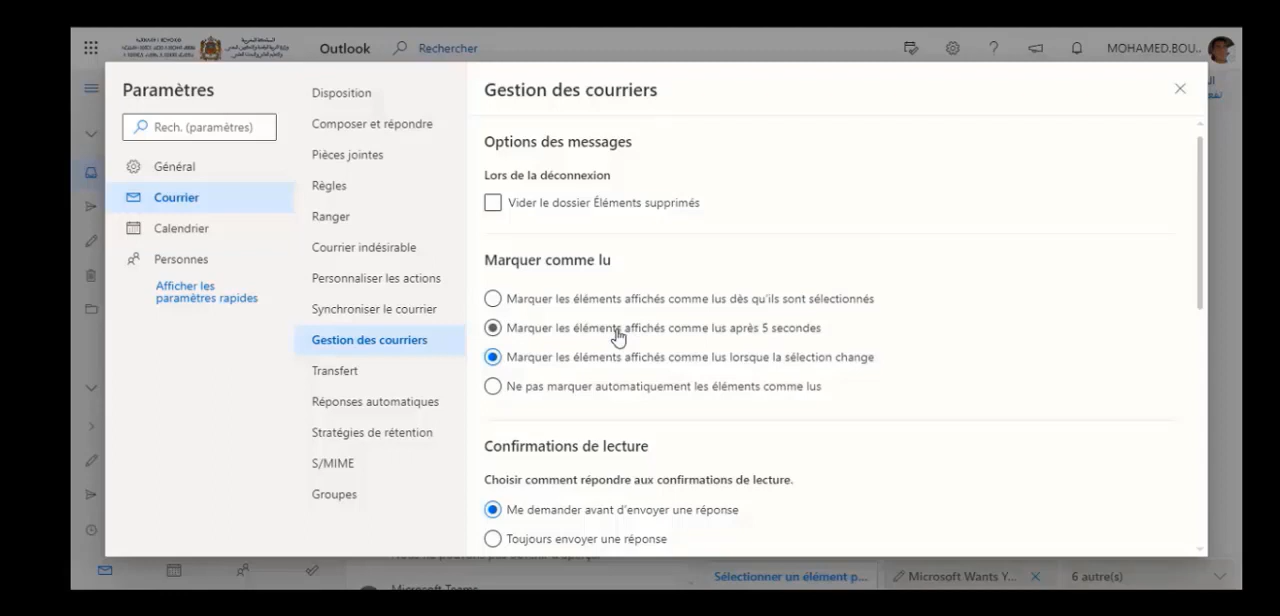 Outlook
Rechercher
MOHAMED.BOU..
Paramètres
Rech. (paramètres)
Général
Courrier
Calendrier
Personnes
Afficher les
paramètres rapides
Disposition
Composer et répondre
Pièces jointes
Règles
Ranger
Courrier indésirable
Personnaliser les actions
Synchroniser le courrier
Gestion des courriers
Transfert
Réponses automatiques
Stratégies de rétention
S/MIME
Groupes
Gestion des courriers
Options des messages
Lors de la déconnexion
Vider le dossier Éléments supprimés
Marquer comme lu
Marquer les éléments affichés comme lus dès qu'ils sont sélectionnés
Marquer les éléments affichés comme lus après 5 secondes
Marquer les éléments affichés comme lus lorsque la sélection change
Ne pas marquer automatiquement les éléments comme lus
Confirmations de lecture
Choisir comment répondre aux confirmations de lecture.
Me demander avant d'envoyer une réponse
Toujours envoyer une réponse
Microsoft Teams
Sélectionner un élément p...
Microsoft Wants Y...
6 autre(s)